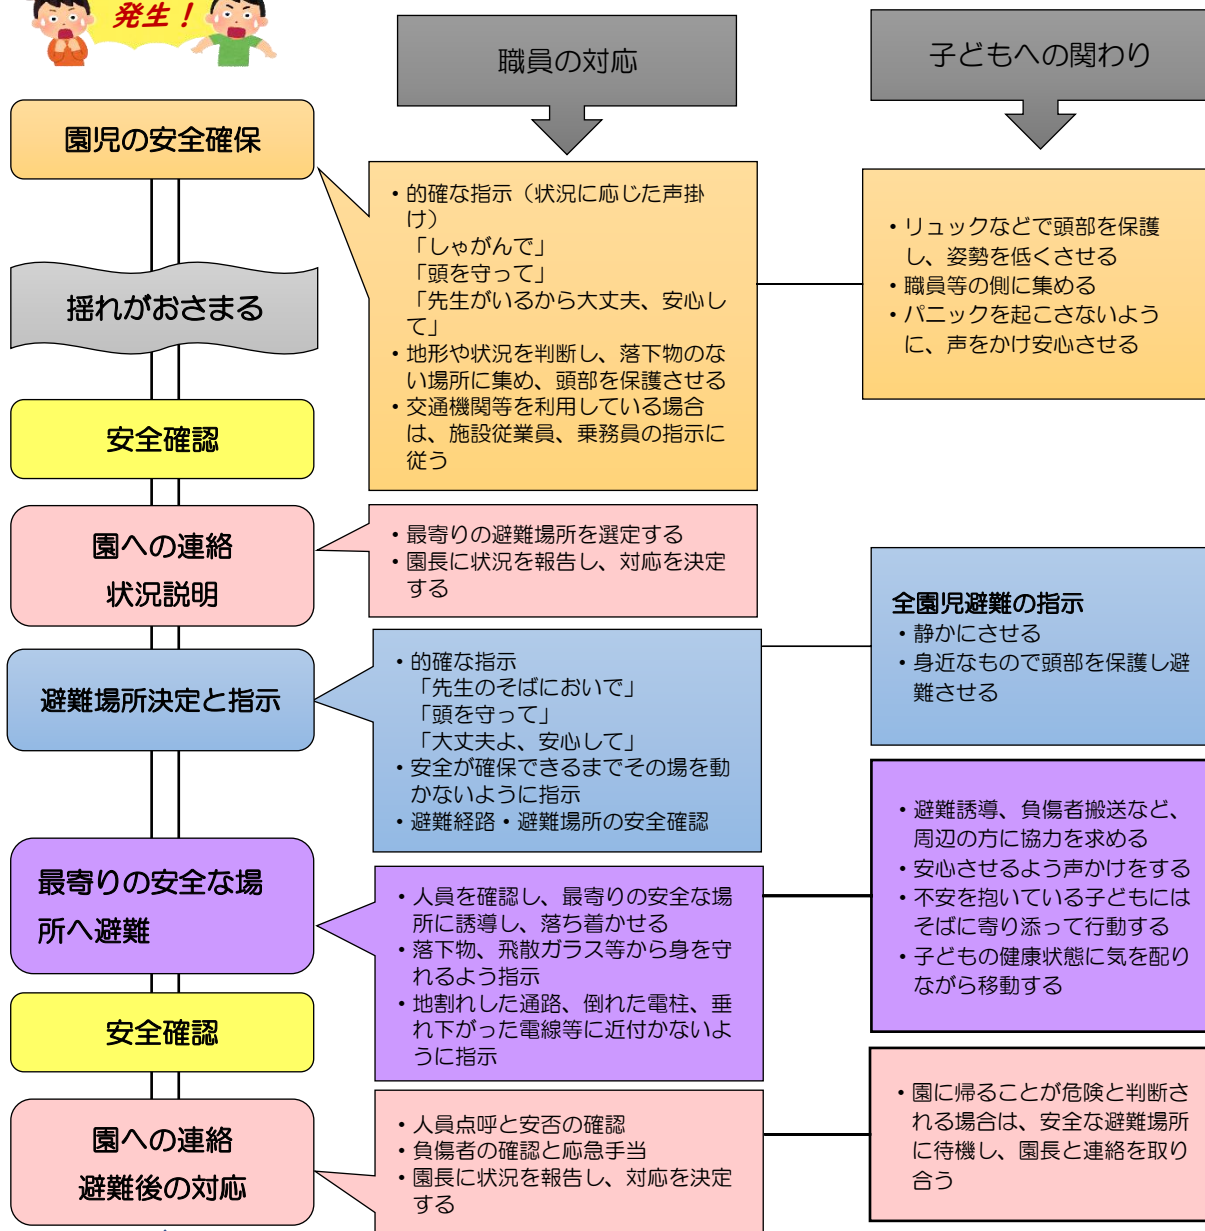 発生！
職員の対応
子どもへの関わり
園児の安全確保
・的確な指示（状況に応じた声掛
け）
「しゃがんで」
「頭を守って」
「先生がいるから大丈夫、安心し
て」
・地形や状況を判断し、落下物のな
い場所に集め、頭部を保護させる
・交通機関等を利用している場合
は、施設従業員、乗務員の指示に
従う
・リュックなどで頭部を保護
し、姿勢を低くさせる
・職員等の側に集める
・パニックを起こさないよう
に、声をかけ安心させる
揺れがおさまる
安全確認
園への連絡
状況説明
・最寄りの避難場所を選定する
・園長に状況を報告し、対応を決定
する
避難場所決定と指示
・的確な指示
「先生のそばにおいで」
「頭を守って」
「大丈夫よ、安心して」
・安全が確保できるまでその場を動
かないように指示
・避難経路・避難場所の安全確認
全園児避難の指示
・静かにさせる
・身近なもので頭部を保護し避
難させる
最寄りの安全な場
所へ避難
・人員を確認し、最寄りの安全な場
所に誘導し、落ち着かせる
・落下物、飛散ガラス等から身を守
れるよう指示
・地割れした通路、倒れた電柱、垂
れ下がった電線等に近付かないよ
うに指示
・避難誘導、負傷者搬送など、
周辺の方に協力を求める
・安心させるよう声かけをする
・不安を抱いている子どもには
そばに寄り添って行動する
・子どもの健康状態に気を配り
ながら移動する
安全確認
園への連絡
避難後の対応
・人員点呼と安否の確認
・負傷者の確認と応急手当
・園長に状況を報告し、対応を決定
する
・園に帰ることが危険と判断さ
れる場合は、安全な避難場所
に待機し、園長と連絡を取り
合う